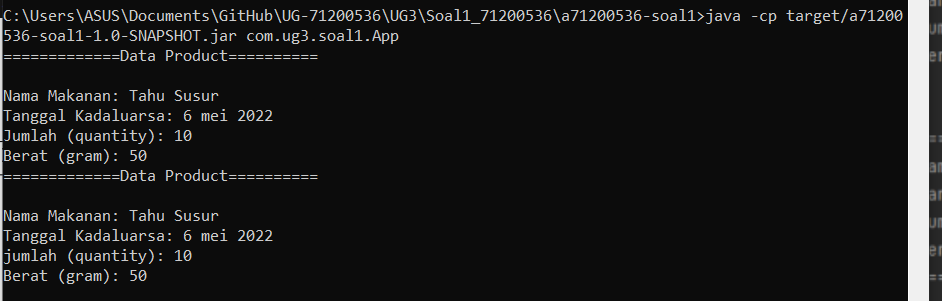 C:\Users\ASUS\Documents\GitHub\UG-71200536\UG3\Soal1_71200536\a71200536-soal1>java -cp target/a71200
536-soal1-1.0-SNAPSHOT.jar com.ug3.soal1.App
=============Data Product==========
Nama Makanan: Tahu Susur
Tanggal Kadaluarsa: 6 mei 2022
Jumlah (quantity): 10
Berat (gram): 50
=============Data Product==========
Nama Makanan: Tahu Susur
Tanggal Kadaluarsa: 6 mei 2022
jumlah (quantity): 10
Berat (gram): 50